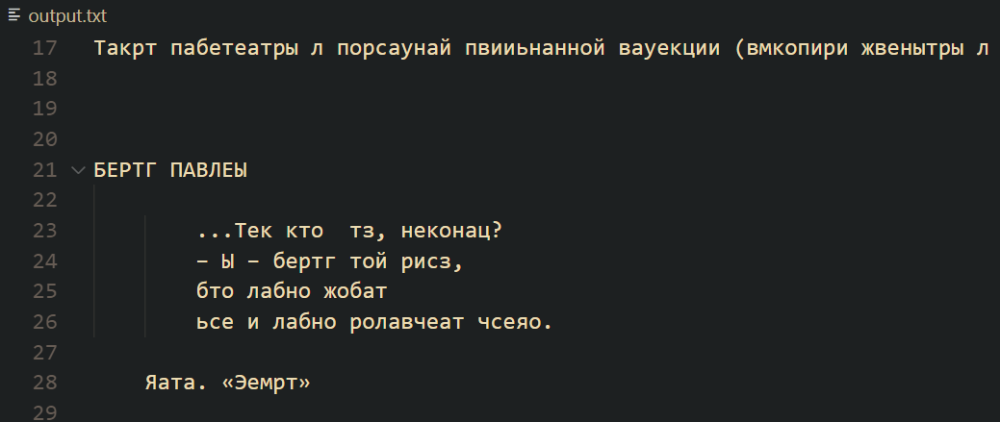 output.txt
17 Такрт пабетеатры л порсаунай пвииьнанной вауекции (вмкопири жвенытры л
18
19
20
21 БЕРТГ ПАВЛЕЫ
22
23 ...Тек кто  тз, неконац?
24 – Ы – бертг той рисз,
25 бто лабно жобат
26 ьсе и лабно ролавчеат чсеяо.
27
28 Яата. «Эемрт»
29